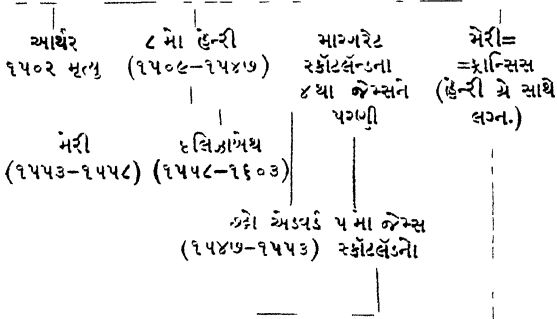 આર્થર ૮ મો હેન્રી માર્ગરેટ મેરી=
૧૫૦૨ મૃત્યુ (૧૫૦૯–૧૫૪૭) સ્કૉટલૅન્ડના =ફ્રાન્સિસ
૪થા જેમ્સને (હેન્રી ગ્રે સાથે
પરણી લગ્ન.)
મેરી ઇલિઝાબેથ
(૧૫૫૩–૧૫૫૮) (૧૫૫૮–૧૬૦૩)
છઠ્ઠો એડવર્ડ ૫ મા જેમ્સ
(૧૫૪૭–૧૫૫૩) સ્કૉટલૅંડનો